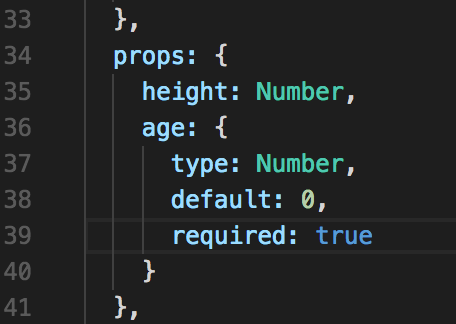 33 },
34 props: {
35 height: Number,
36 age: {
37 type: Number,
38 default: 0,
39 required: true
40 }
41 },